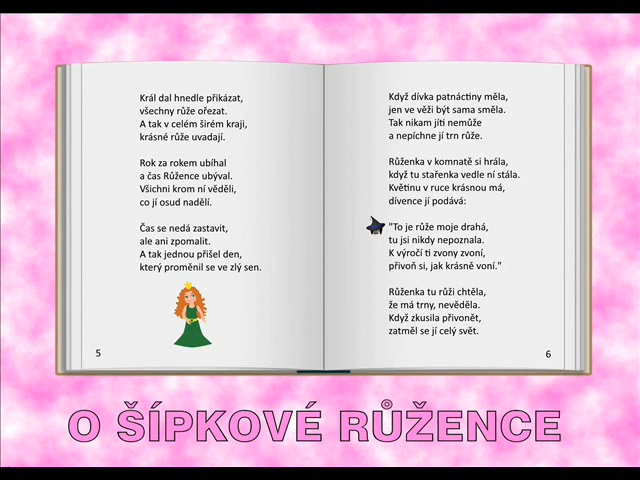 Král dal hnedle přikázat,
všechny růže ořezat.
A tak v celém širém kraji,
krásné růže uvadají.
Rok za rokem ubíhal
a čas Růžence ubýval.
Všichni krom ní věděli,
co jí osud nadělí.
Čas se nedá zastavit,
ale ani zpomalit.
A tak jednou přišel den,
který proměnil se ve zlý sen.
5
Když dívka patnáctiny měla,
jen ve věži být sama směla.
Tak nikam jíti nemůže
a nepíchne jí trn růže.
Růženka v komnatě si hrála,
když tu stařenka vedle ní stála.
Květinu v ruce krásnou má,
dívence jí podává:
"To je růže moje drahá,
tu jsi nikdy nepoznala.
K výročí ti zvony zvoní,
přivoň si, jak krásně voní."
Růženka tu růži chtěla,
že má trny, nevěděla.
Když zkusila přivonět,
zatměl se jí celý svět.
6
O ŠÍPKOVÉ RŮŽENCE